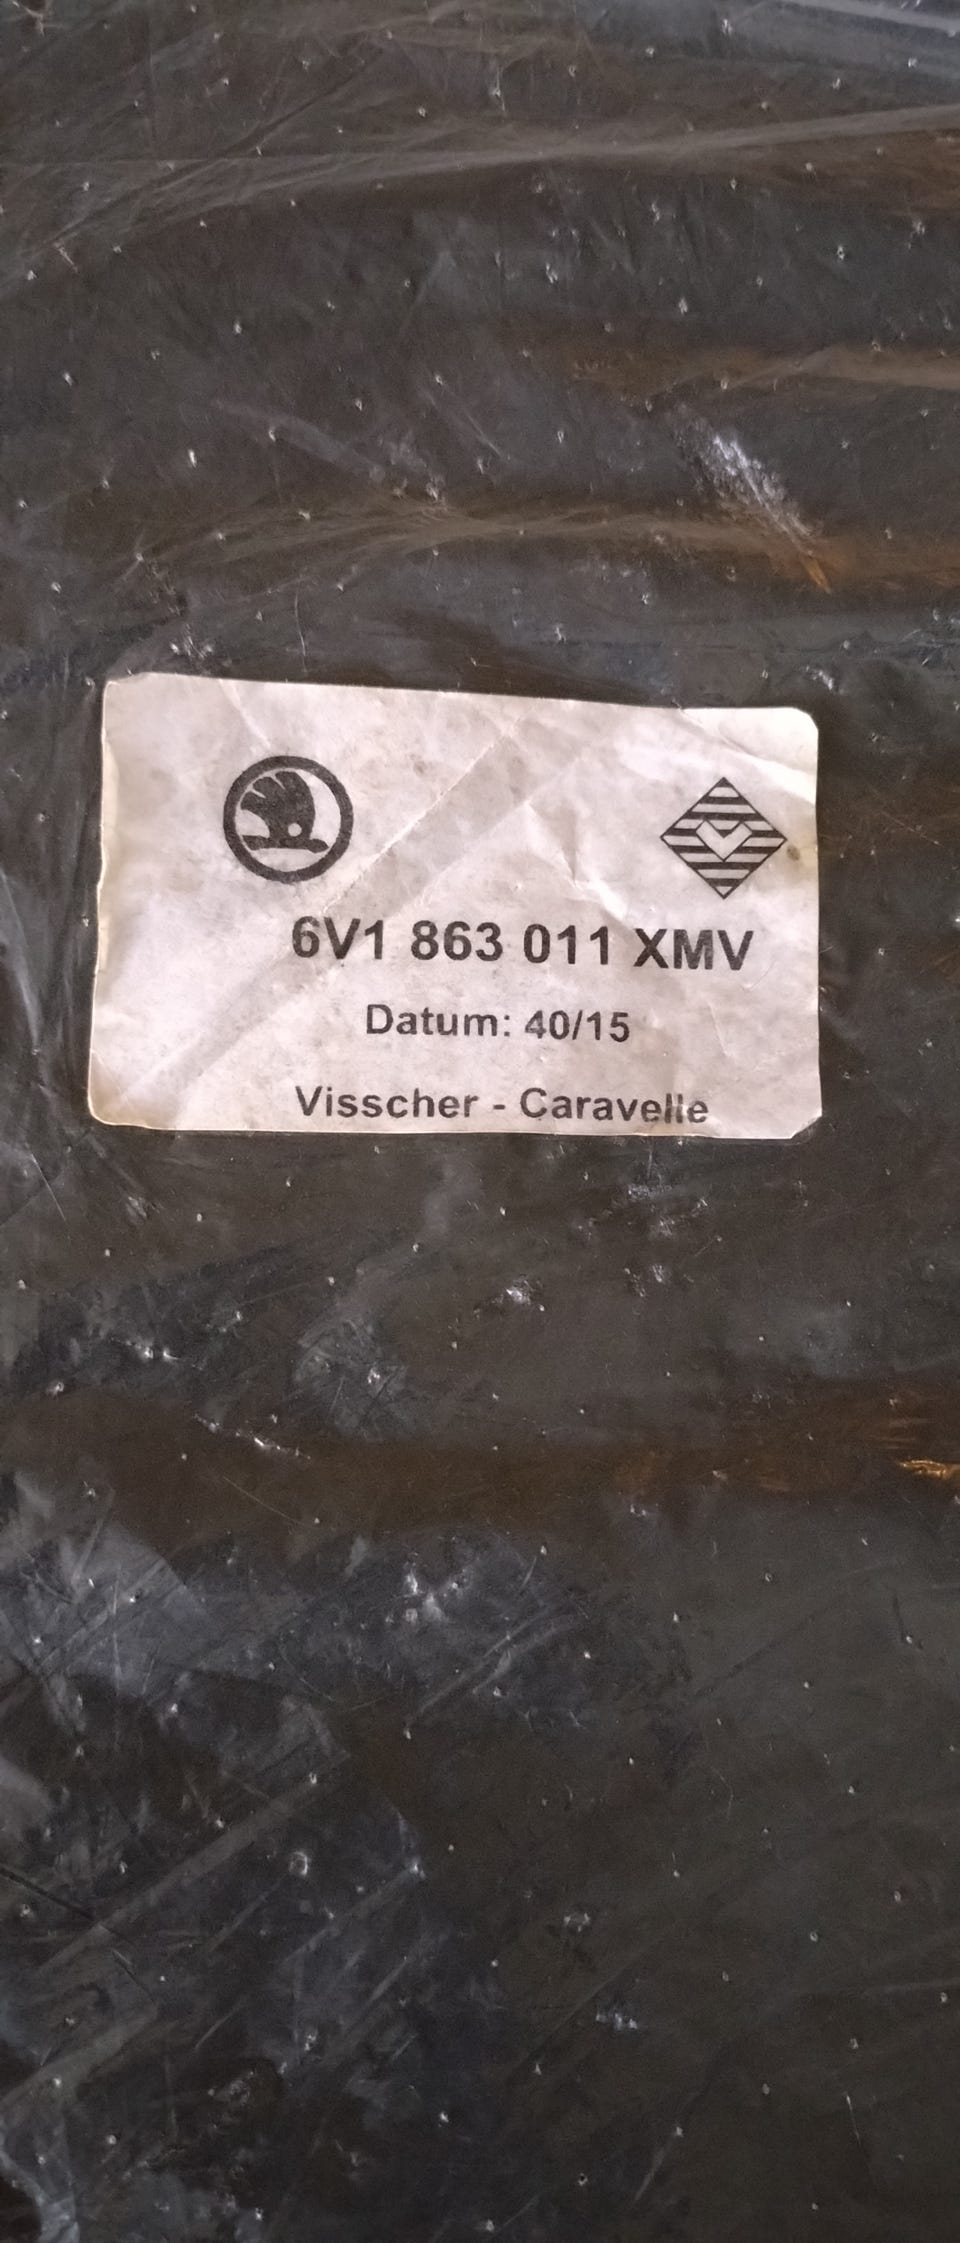 6V1 863 011 XMV
Datum: 40/15
Visscher - Caravelle